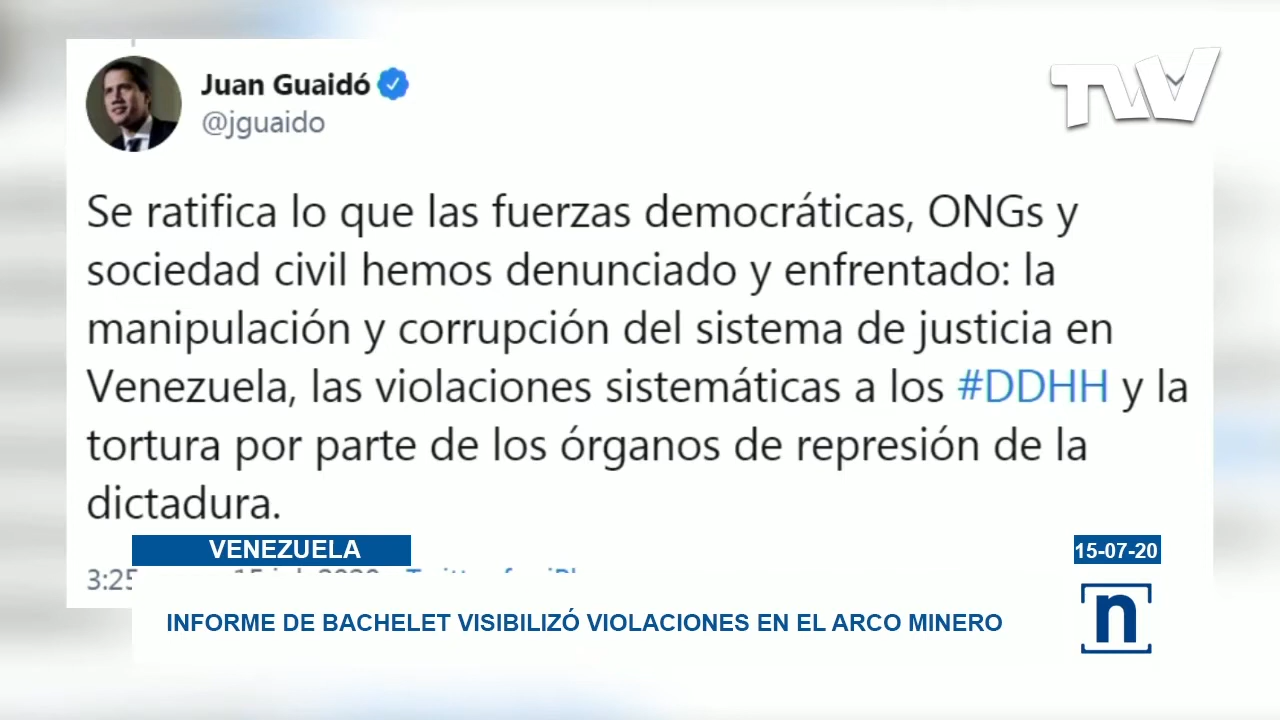 Juan Guaidó
TVV
@jguaido
Se ratifica lo que las fuerzas democráticas, ONGs y
sociedad civil hemos denunciado y enfrentado: la
manipulación y corrupción del sistema de justicia en
Venezuela, las violaciones sistemáticas a los #DDHH y la
tortura por parte de los órganos de represión de la
dictadura.
VENEZUELA
15-07-20
3:25
INFORME DE BACHELET VISIBILIZÓ VIOLACIONES EN EL ARCO MINERO
n